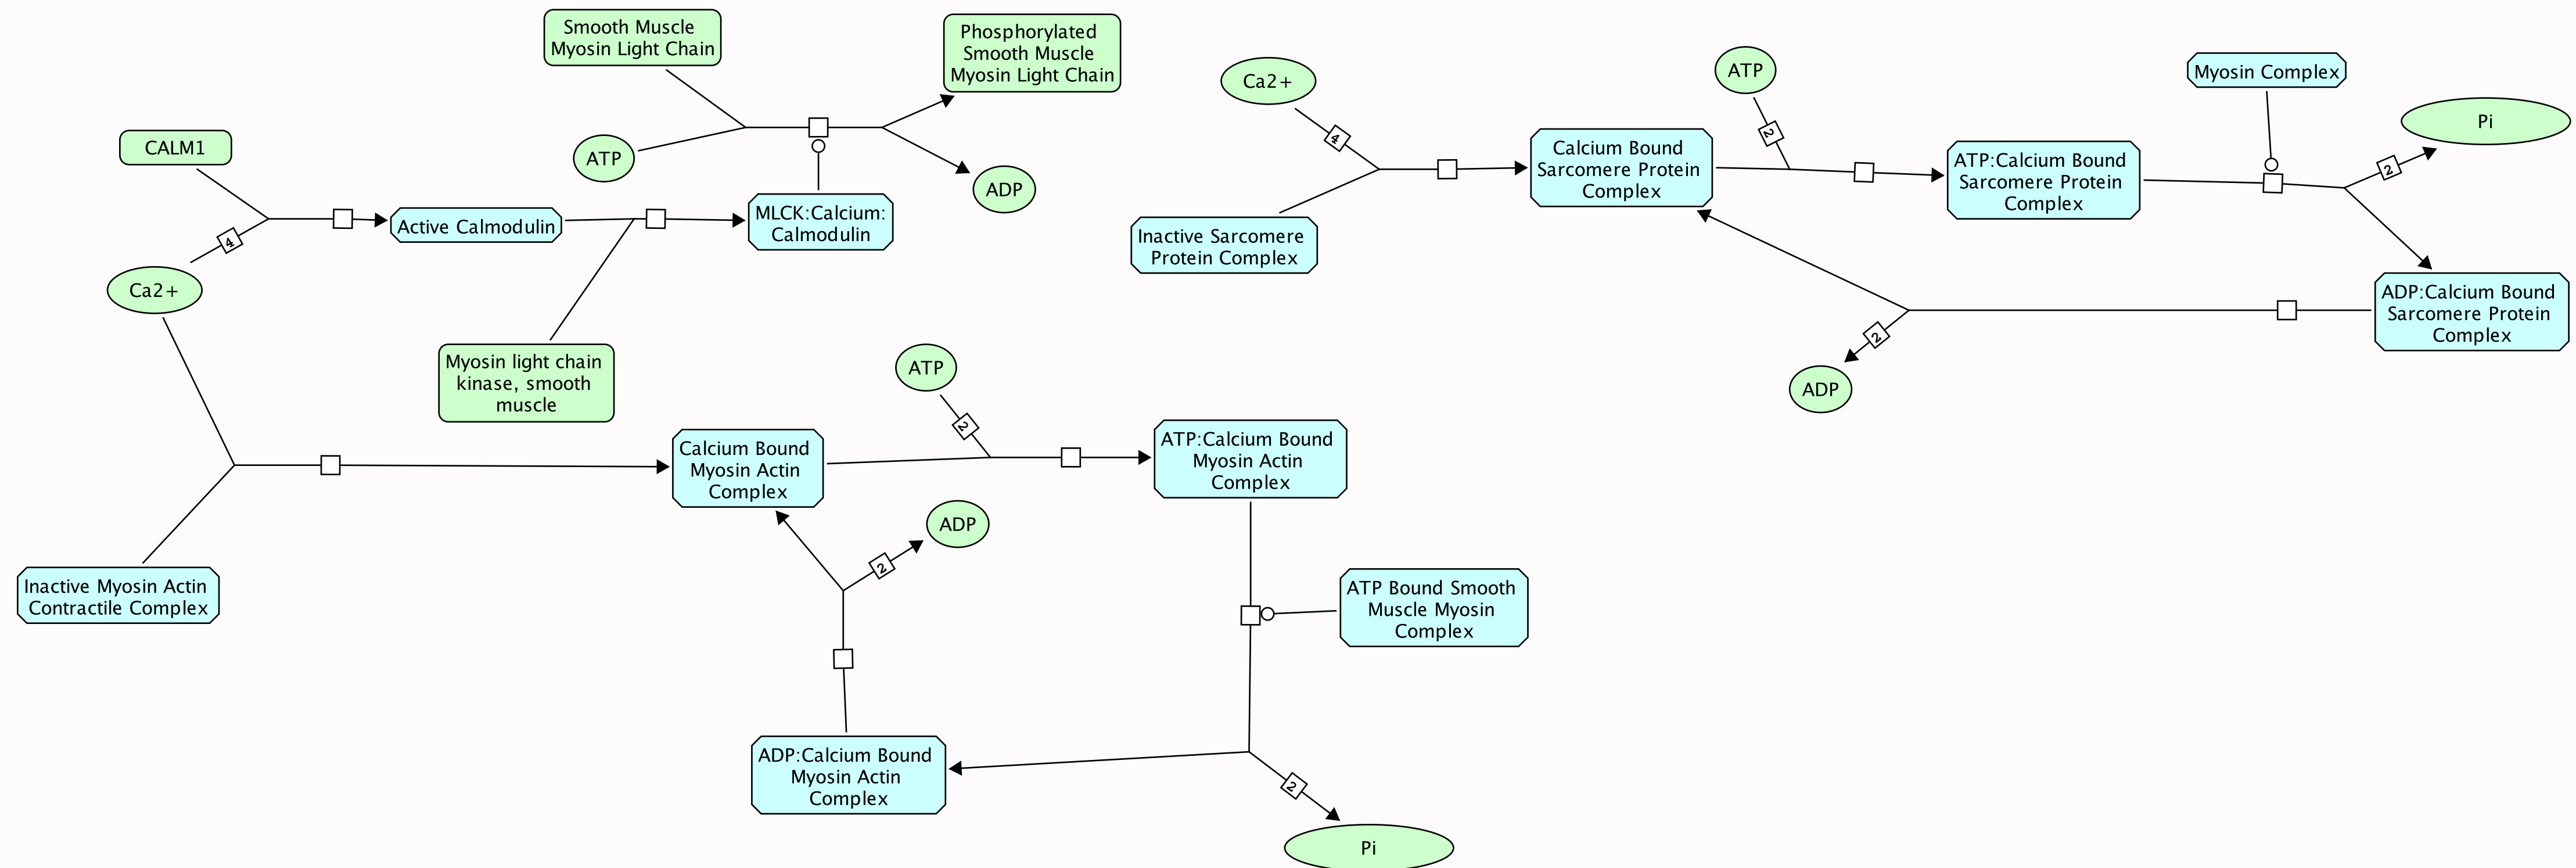 Smooth Muscle
Myosin Light Chain
Phosphorylated
Smooth Muscle
Myosin Light Chain
ATP
ADP
CALM1
4
Ca2+
Active Calmodulin
MLCK:Calcium:
Calmodulin
Myosin light chain
kinase, smooth
muscle
Inactive Myosin Actin
Contractile Complex
Calcium Bound
Myosin Actin
Complex
ATP
2
ATP:Calcium Bound
Myosin Actin
Complex
ADP
2
ATP Bound Smooth
Muscle Myosin
Complex
ADP:Calcium Bound
Myosin Actin
Complex
2
Pi
Ca2+
4
Inactive Sarcomere
Protein Complex
Calcium Bound
Sarcomere Protein
Complex
ATP
2
ATP:Calcium Bound
Sarcomere Protein
Complex
Myosin Complex
Pi
2
ADP:Calcium Bound
Sarcomere Protein
Complex
2
ADP